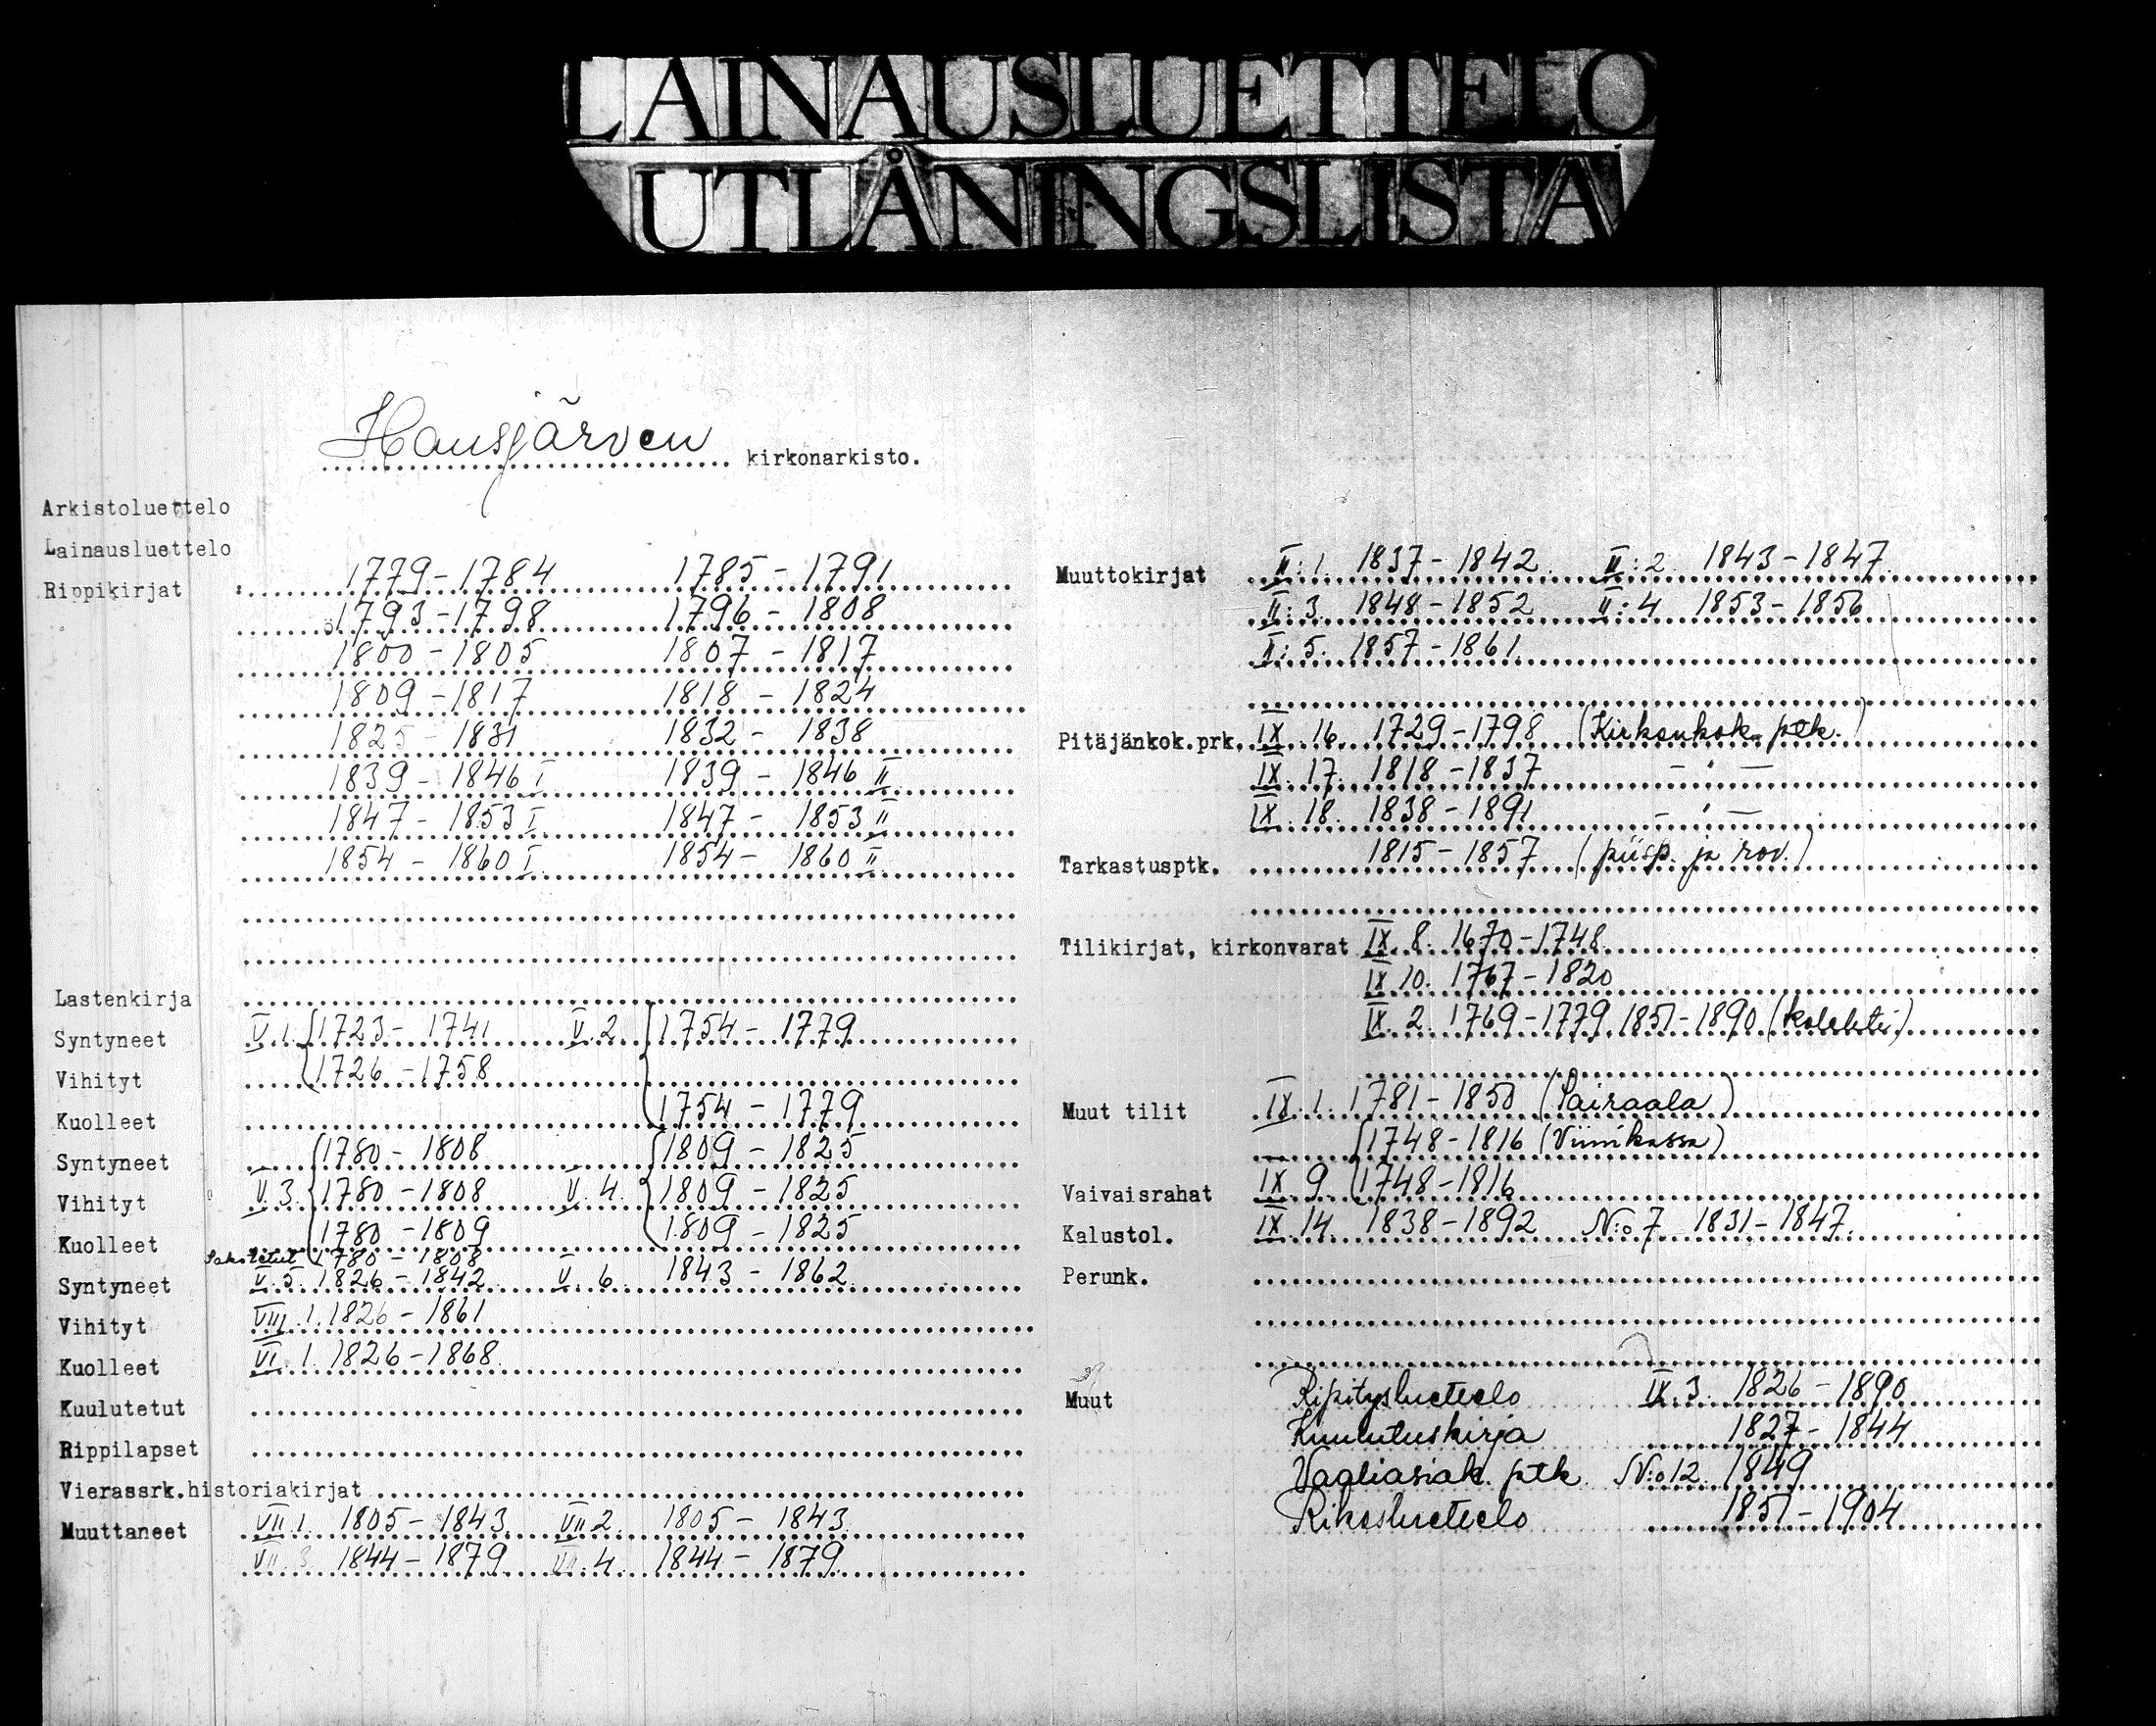 LAINAUSLUETTELO
UTLÅNINGSLISTA
Hausjärven kirkonarkisto.
Arkistoluettelo
Lainausluettelo
Rippikirjat : 1779-1784 1785-1791
1793-1798 1796-1808
1800-1805 1807-1817
1809-1817 1818-1824
1825-1831 1832-1838
1839-1846 I 1839-1846 II
1847-1853 I 1847-1853 II
1854-1860 I 1854-1860 II
Lastenkirja
Syntyneet V.1. 1723-1741 V.2. 1754-1779
Vihityt 1726-1758
Kuolleet 1754-1779
Syntyneet 1780-1808 1809-1825
Vihityt V.3. 1780-1808 V.4. 1809-1825
Kuolleet 1780-1809 1809-1825
Sakotetut 1780-1808
Syntyneet V.5. 1826-1842 V.6. 1843-1862
Vihityt VIII.1. 1826-1861
Kuolleet VI.1. 1826-1868
Kuulutetut
Rippilapset
Vierassrk.historiakirjat
Muuttaneet VII.1. 1805-1843 VII.2. 1805-1843
VII.3. 1844-1879 VII.4. 1844-1879
Muuttokirjat II:1. 1837-1842 II:2. 1843-1847
II:3. 1848-1852 II:4. 1853-1856
II:5. 1857-1861
Pitäjänkok.prk. IX.16. 1729-1798 (Kirkonkok. ptk.)
IX.17. 1818-1837 -"-
IX.18. 1838-1891 -"-
Tarkastusptk. 1815-1857 (piisp. ja rov.)
Tilikirjat, kirkonvarat IX.8. 1670-1748
IX.10. 1767-1820
IX.2. 1769-1779, 1851-1890 (kolehti)
Muut tilit IX.1. 1781-1850 (Sairaala)
1748-1816 (Viinikassa)
Vaivaisrahat IX.9 1748-1816
Kalustol. IX.14. 1838-1892 N:o 7 1831-1847.
Perunk.
Muut Ripitysluettelo IX.3. 1826-1890
Kuulutuskirja 1827-1844
Vaaliasiak. ptk. N:o 12. 1849
Rikosluettelo 1851-1904